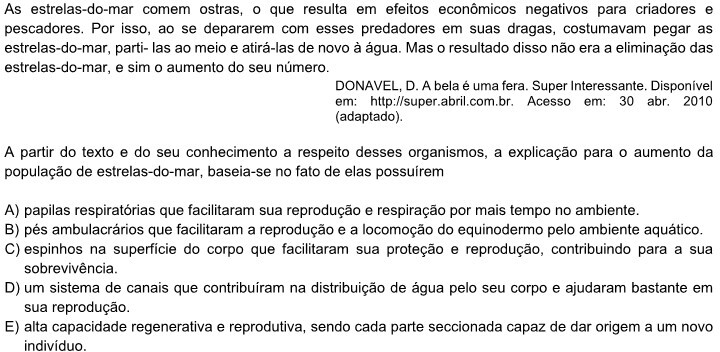 As estrelas-do-mar comem ostras, o que resulta em efeitos econômicos negativos para criadores e
pescadores. Por isso, ao se depararem com esses predadores em suas dragas, costumavam pegar as
estrelas-do-mar, parti- las ao meio e atirá-las de novo à água. Mas o resultado disso não era a eliminação das
estrelas-do-mar, e sim o aumento do seu número.
DONAVEL, D. A bela é uma fera. Super Interessante. Disponível
em: http://super.abril.com.br. Acesso em: 30 abr. 2010
(adaptado).
A partir do texto e do seu conhecimento a respeito desses organismos, a explicação para o aumento da
população de estrelas-do-mar, baseia-se no fato de elas possuírem
A) papilas respiratórias que facilitaram sua reprodução e respiração por mais tempo no ambiente.
B) pés ambulacrários que facilitaram a reprodução e a locomoção do equinodermo pelo ambiente aquático.
C) espinhos na superfície do corpo que facilitaram sua proteção e reprodução, contribuindo para a sua
sobrevivência.
D) um sistema de canais que contribuíram na distribuição de água pelo seu corpo e ajudaram bastante em
sua reprodução.
E) alta capacidade regenerativa e reprodutiva, sendo cada parte seccionada capaz de dar origem a um novo
indivíduo.